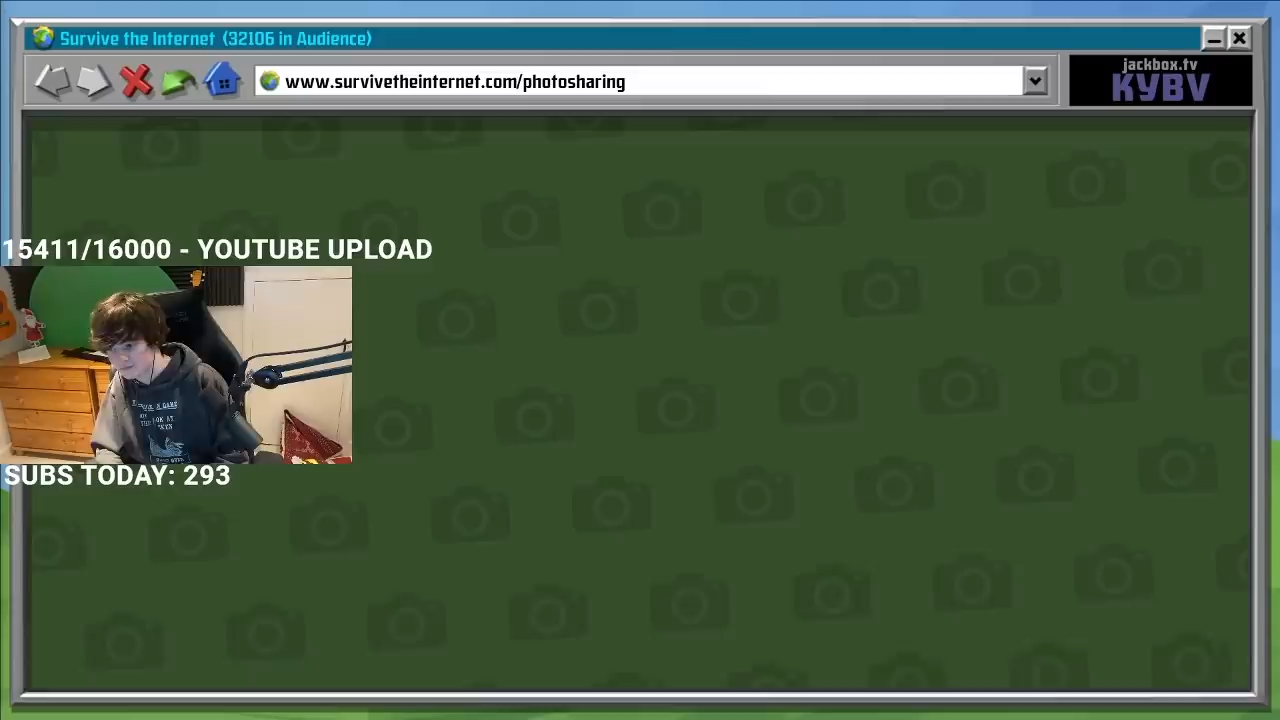 Survive the Internet (32106 in Audience)
www.survivetheinternet.com/photosharing
jackbox.tv
KYBV
15411/16000 - YOUTUBE UPLOAD
SUBS TODAY: 293